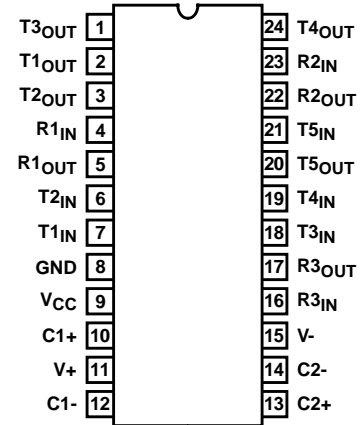 T3OUT 1 24 T4OUT
T1OUT 2 23 R2IN
T2OUT 3 22 R2OUT
R1IN 4 21 T5IN
R1OUT 5 20 T5OUT
T2IN 6 19 T4IN
T1IN 7 18 T3IN
GND 8 17 R3OUT
VCC 9 16 R3IN
C1+ 10 15 V-
V+ 11 14 C2-
C1- 12 13 C2+